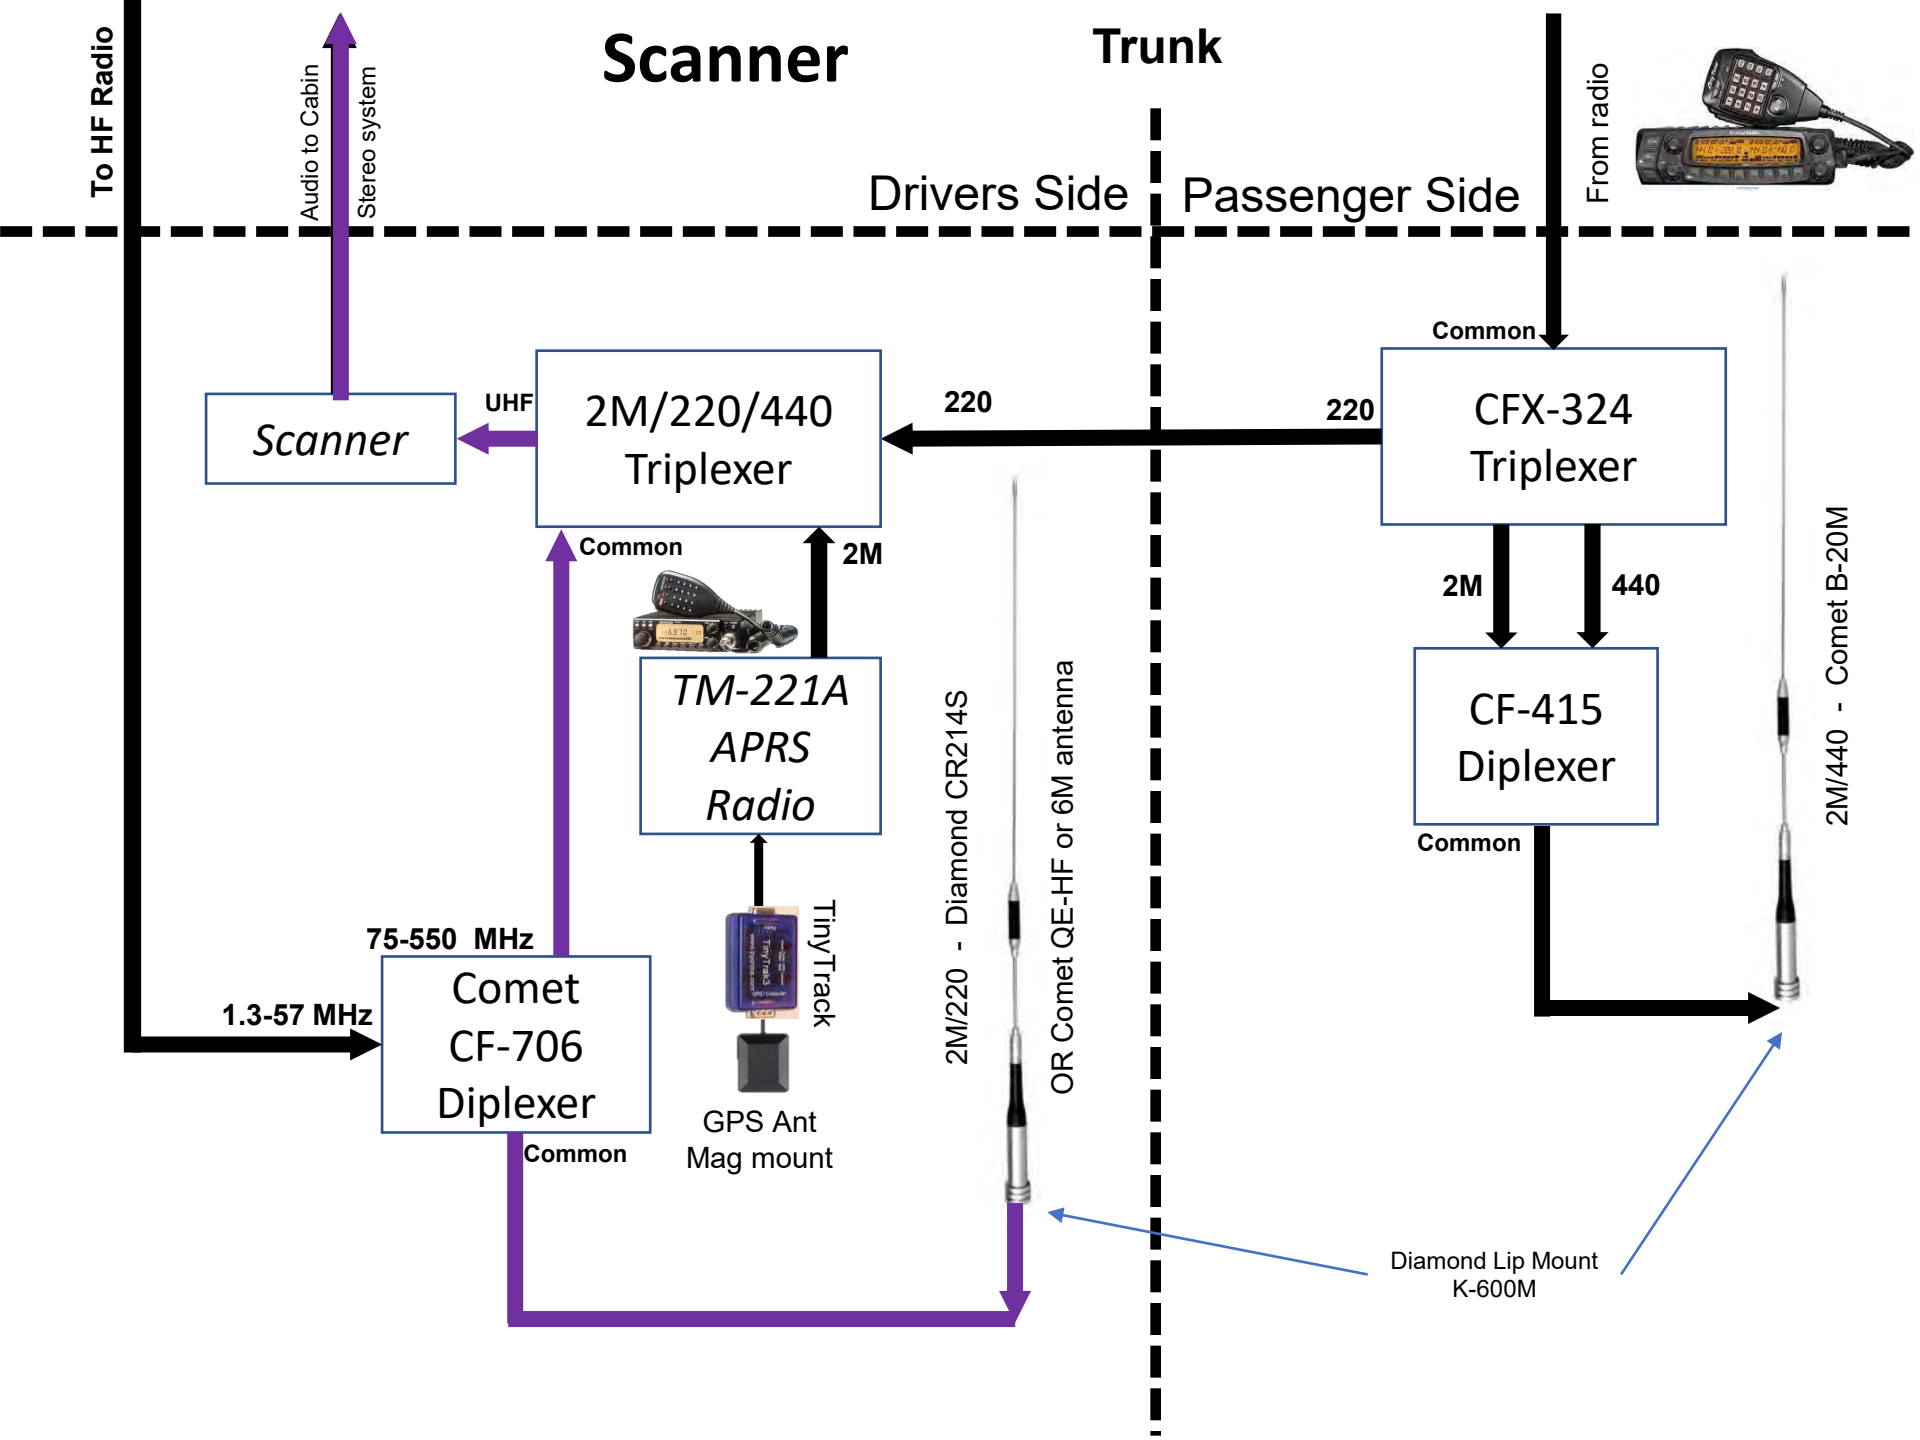 Scanner
Trunk
To HF Radio
Audio to Cabin
Stereo system
From radio
Drivers Side
Passenger Side
Common
Scanner
UHF
2M/220/440
Triplexer
220
220
CFX-324
Triplexer
Common
2M
2M
440
TM-221A
APRS
Radio
CF-415
Diplexer
Common
2M/220 - Diamond CR214S
OR Comet QE-HF or 6M antenna
2M/440 - Comet B-20M
TinyTrack
TinyTrak3
75-550 MHz
1.3-57 MHz
Comet
CF-706
Diplexer
Common
GPS Ant
Mag mount
Diamond Lip Mount
K-600M